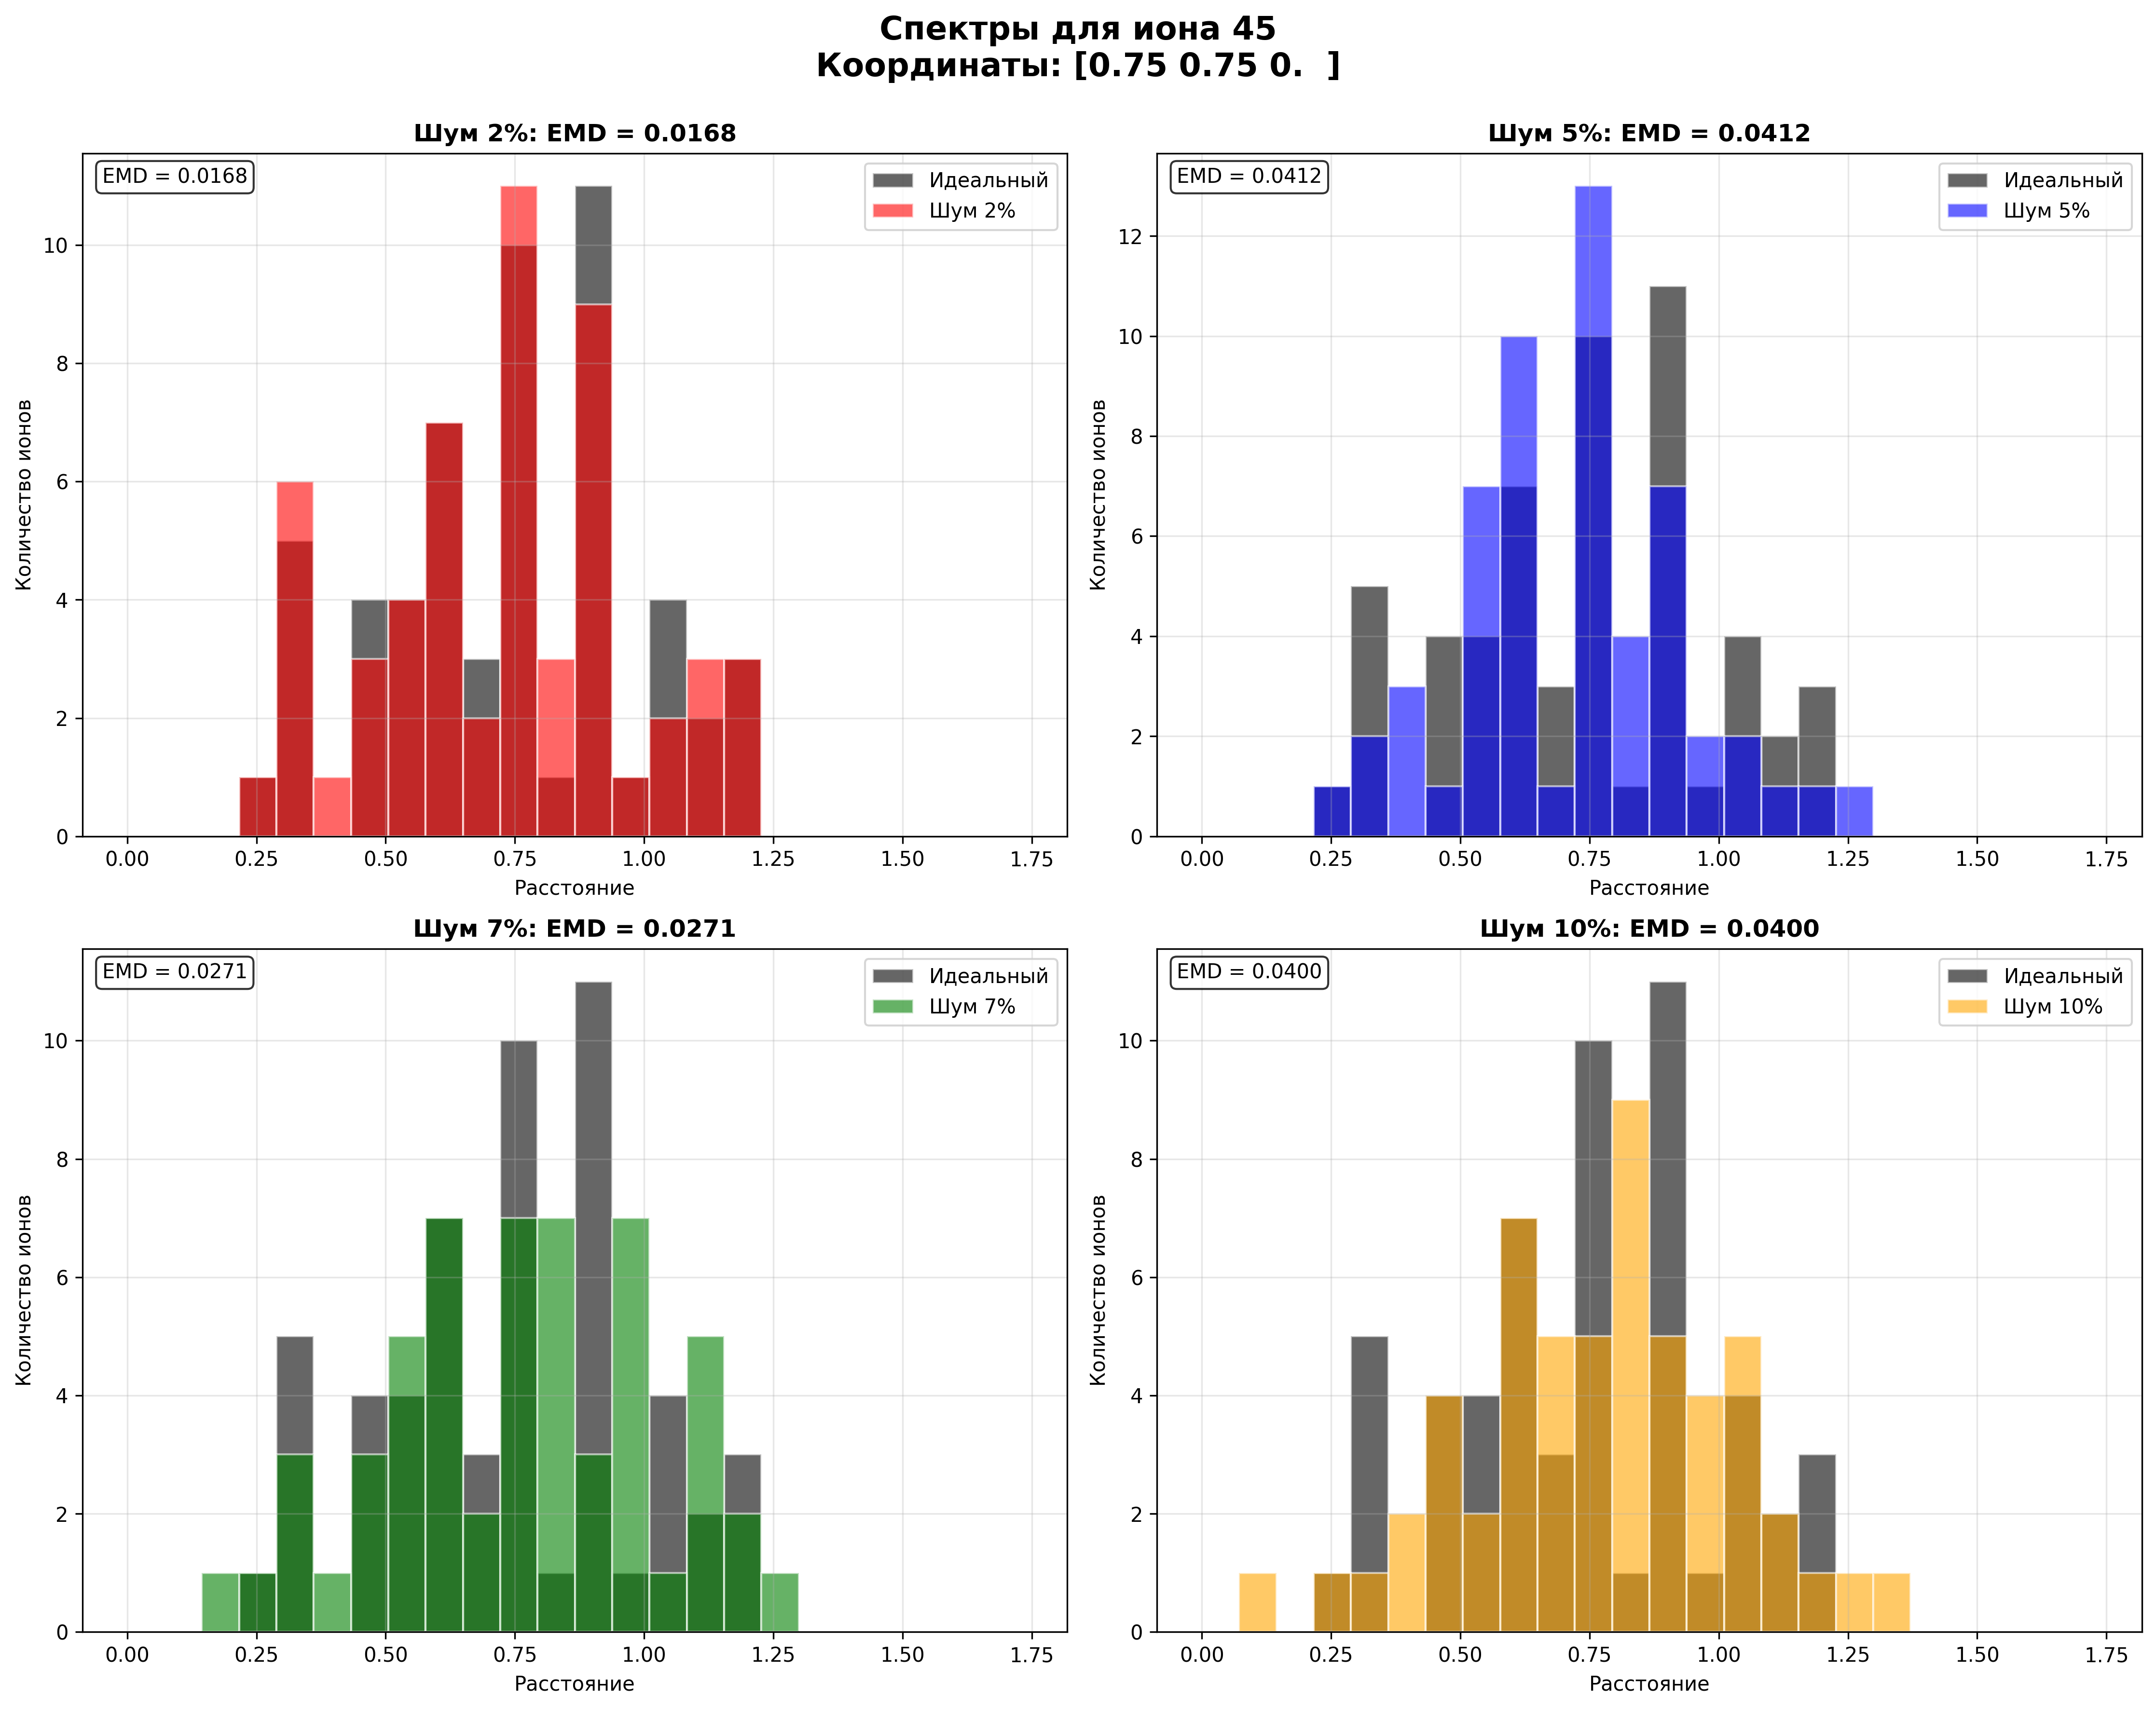 Спектры для иона 45
Координаты: [0.75 0.75 0.  ]
Шум 2%: EMD = 0.0168
EMD = 0.0168
Идеальный
Шум 2%
Количество ионов
10
8
6
4
2
0
0.00 0.25 0.50 0.75 1.00 1.25 1.50 1.75
Расстояние
Шум 5%: EMD = 0.0412
EMD = 0.0412
Идеальный
Шум 5%
Количество ионов
12
10
8
6
4
2
0
0.00 0.25 0.50 0.75 1.00 1.25 1.50 1.75
Расстояние
Шум 7%: EMD = 0.0271
EMD = 0.0271
Идеальный
Шум 7%
Количество ионов
10
8
6
4
2
0
0.00 0.25 0.50 0.75 1.00 1.25 1.50 1.75
Расстояние
Шум 10%: EMD = 0.0400
EMD = 0.0400
Идеальный
Шум 10%
Количество ионов
10
8
6
4
2
0
0.00 0.25 0.50 0.75 1.00 1.25 1.50 1.75
Расстояние